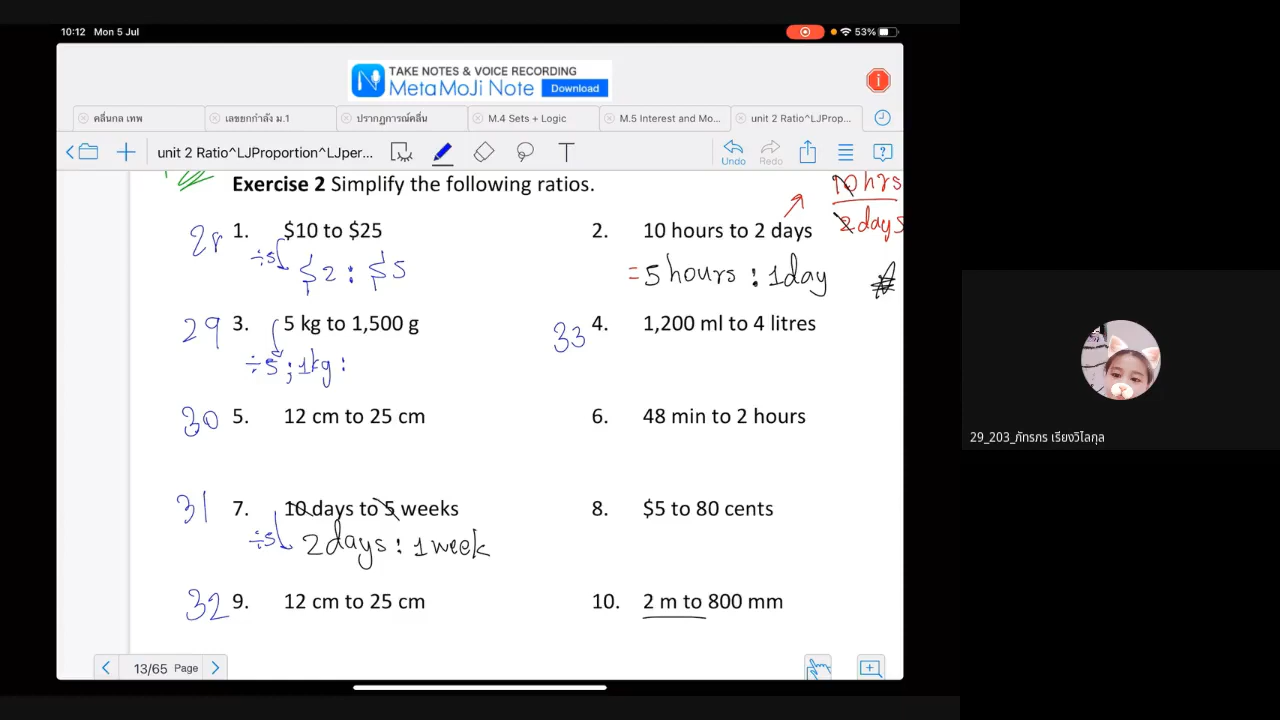 10:12 Mon 5 Jul
53%
TAKE NOTES & VOICE RECORDING
MetaMoJi Note
Download
คลื่นกล เทพ
เลขยกกำลัง ม.1
ปรากฏการณ์คลื่น
M.4 Sets + Logic
M.5 Interest and Mo...
unit 2 Ratio^LJProp...
unit 2 Ratio^LJProportion^LJper...
T
Undo
Redo
Exercise 2 Simplify the following ratios.
10 hrs
2 days
28 1. $10 to $25
÷5 $2 : $5
2. 10 hours to 2 days
= 5 hours : 1 day
29 3. 5 kg to 1,500 g
÷5 ; 1kg :
33 4. 1,200 ml to 4 litres
30 5. 12 cm to 25 cm
6. 48 min to 2 hours
31 7. 10 days to 5 weeks
÷5 2 days : 1 week
8. $5 to 80 cents
32 9. 12 cm to 25 cm
10. 2 m to 800 mm
13/65 Page
29_203_ภัทรภร เรียงวิไลกุล